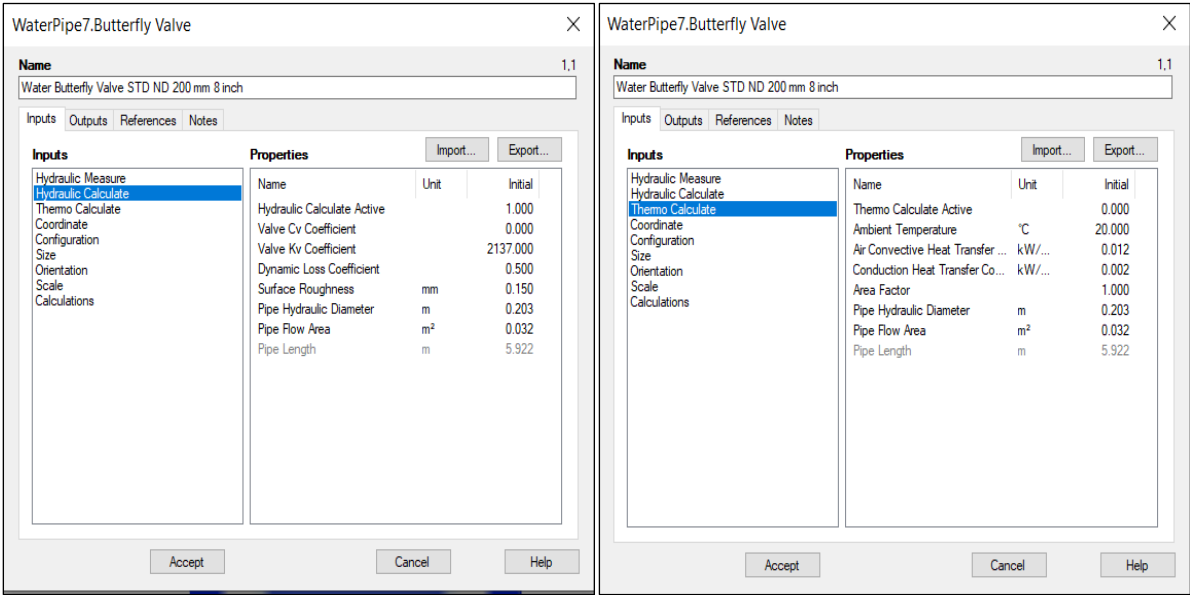 WaterPipe7.Butterfly Valve
Name 1,1
Water Butterfly Valve STD ND 200 mm 8 inch
Inputs Outputs References Notes
Inputs
Hydraulic Measure
Hydraulic Calculate
Thermo Calculate
Coordinate
Configuration
Size
Orientation
Scale
Calculations
Properties Import... Export...
Name Unit Initial
Hydraulic Calculate Active 1.000
Valve Cv Coefficient 0.000
Valve Kv Coefficient 2137.000
Dynamic Loss Coefficient 0.500
Surface Roughness mm 0.150
Pipe Hydraulic Diameter m 0.203
Pipe Flow Area m² 0.032
Pipe Length m 5.922
Accept Cancel Help
WaterPipe7.Butterfly Valve
Name 1,1
Water Butterfly Valve STD ND 200 mm 8 inch
Inputs Outputs References Notes
Inputs
Hydraulic Measure
Hydraulic Calculate
Thermo Calculate
Coordinate
Configuration
Size
Orientation
Scale
Calculations
Properties Import... Export...
Name Unit Initial
Thermo Calculate Active 0.000
Ambient Temperature °C 20.000
Air Convective Heat Transfer ... kW/... 0.012
Conduction Heat Transfer Co... kW/... 0.002
Area Factor 1.000
Pipe Hydraulic Diameter m 0.203
Pipe Flow Area m² 0.032
Pipe Length m 5.922
Accept Cancel Help